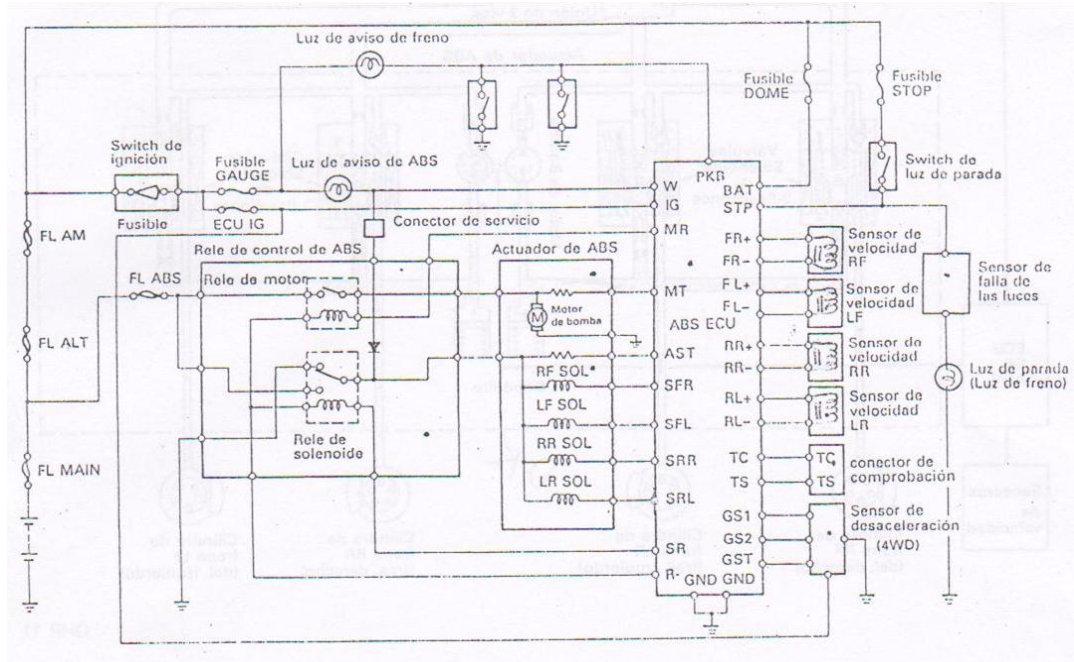 Luz de aviso de freno
Fusible
DOME
Fusible
STOP
Switch de
ignición
Fusible
GAUGE
Luz de aviso de ABS
Switch de
luz de parada
PKB
W
BAT
IG
STP
Fusible
ECU IG
Conector de servicio
MR
FL AM
Rele de control de ABS
Actuador de ABS
FR+
FR-
Sensor de
velocidad
RF
Sensor de
falla de
las luces
FL ABS
Rele de motor
MT
FL+
FL-
Sensor de
velocidad
LF
M
Motor
de bomba
ABS ECU
FL ALT
AST
RR+
RR-
Sensor de
velocidad
RR
RF SOL
SFR
Luz de parada
(Luz de freno)
LF SOL
SFL
RL+
RL-
Sensor de
velocidad
LR
Rele de
solenoide
RR SOL
SRR
TC
TC
conector de
comprobación
FL MAIN
LR SOL
SRL
TS
TS
GS1
GS2
Sensor de
desaceleración
(4WD)
SR
GST
R-
GND GND